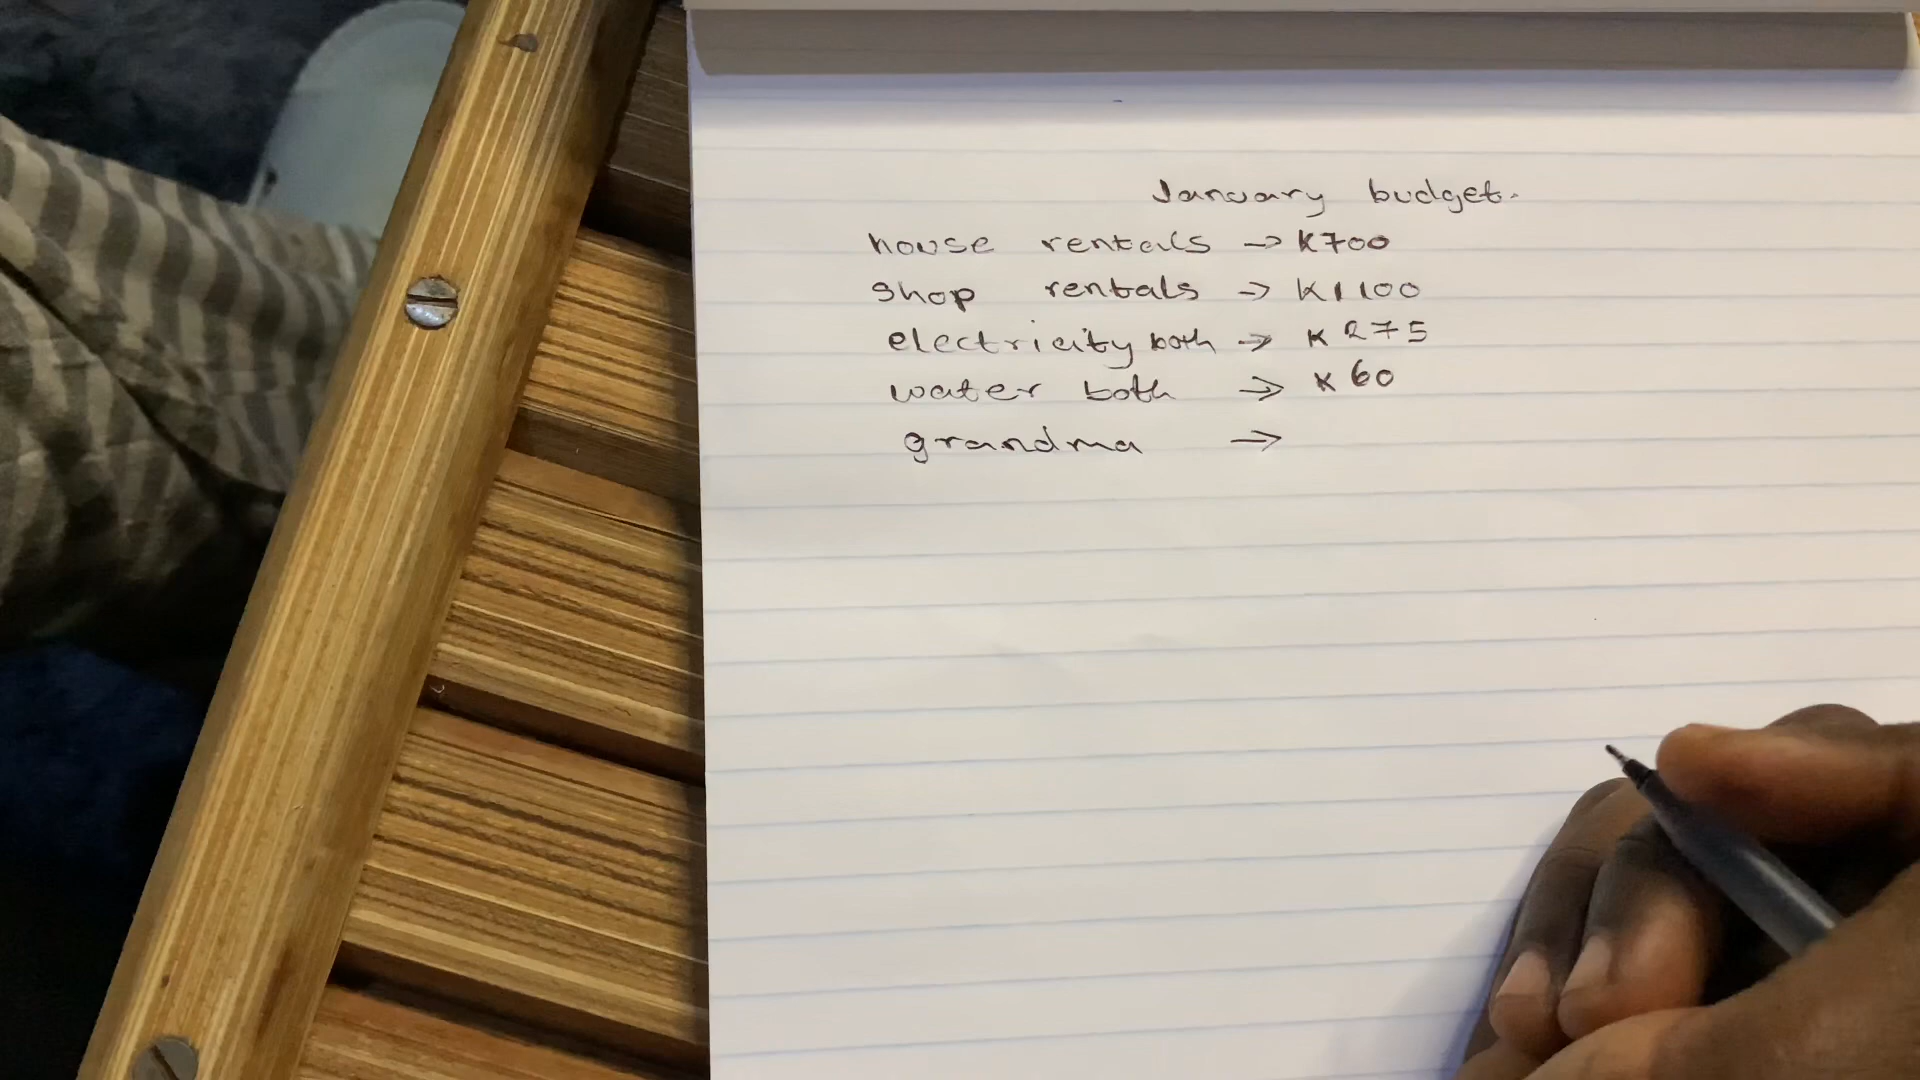 January budget.
house rentals → K700
shop rentals → K1100
electricity both → K275
water both → K60
grandma →